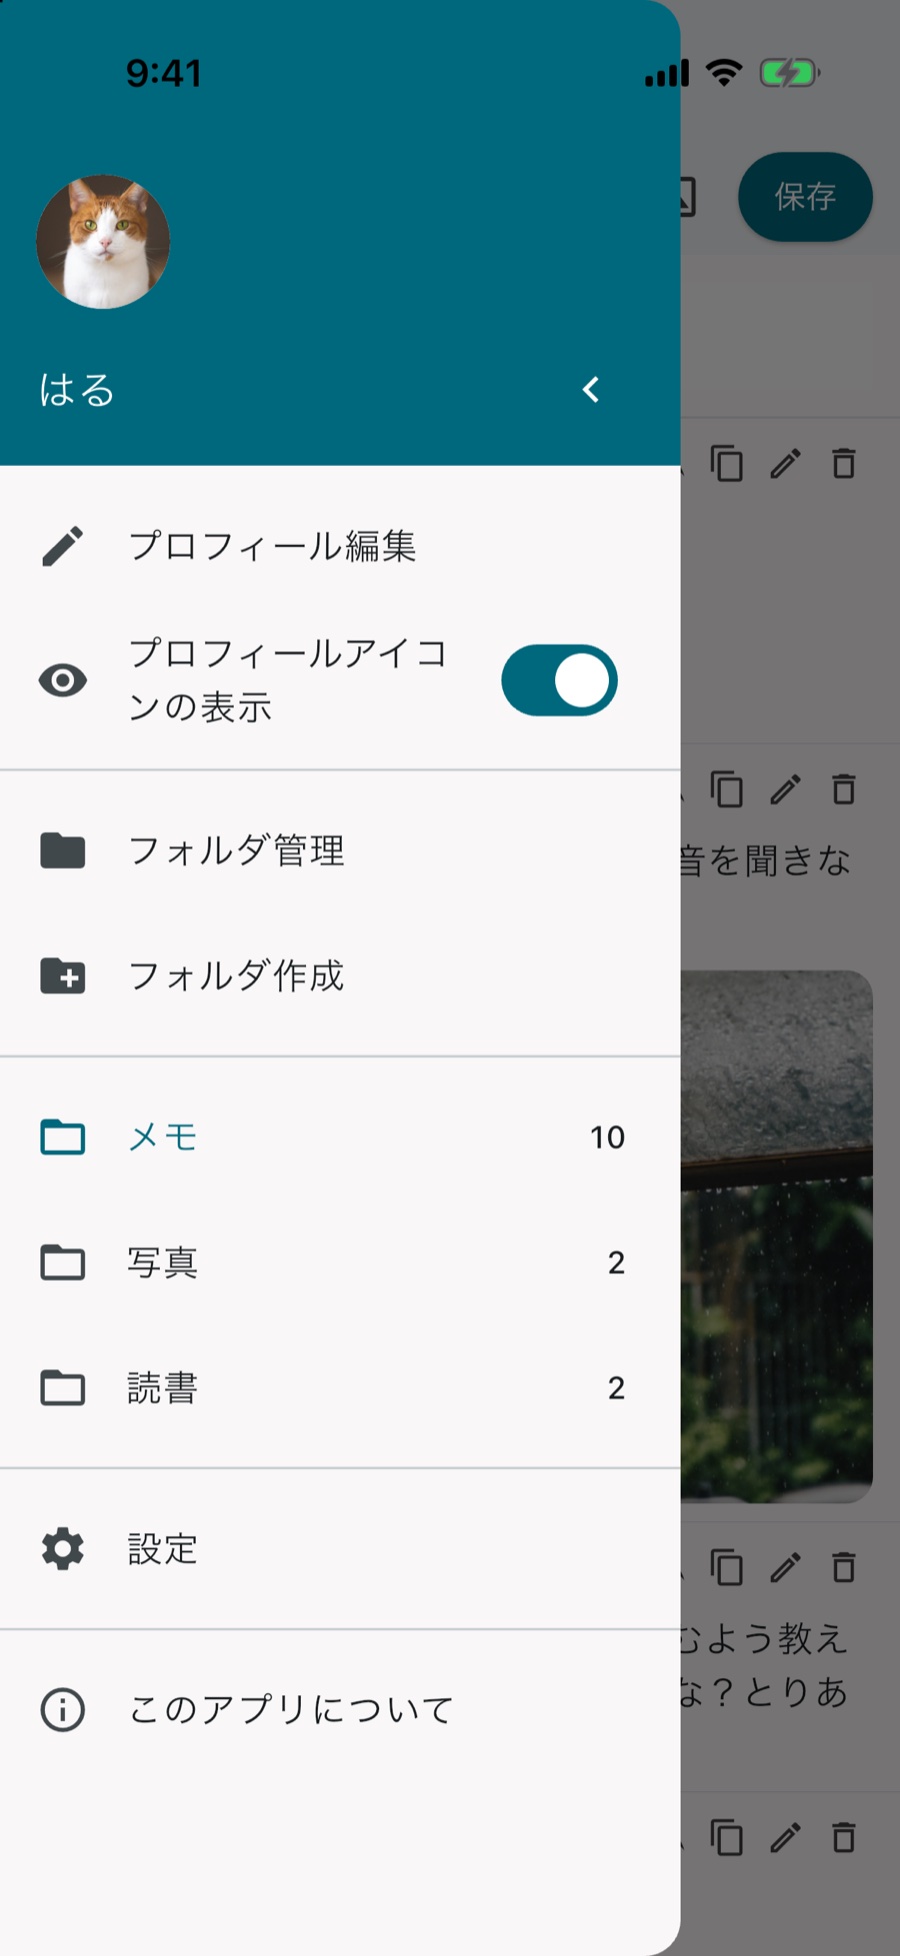 9:41
保存
はる
プロフィール編集
プロフィールアイコ
ンの表示
フォルダ管理
音を聞きな
フォルダ作成
メモ 10
写真 2
読書 2
設定
むよう教え
な？とりあ
このアプリについて